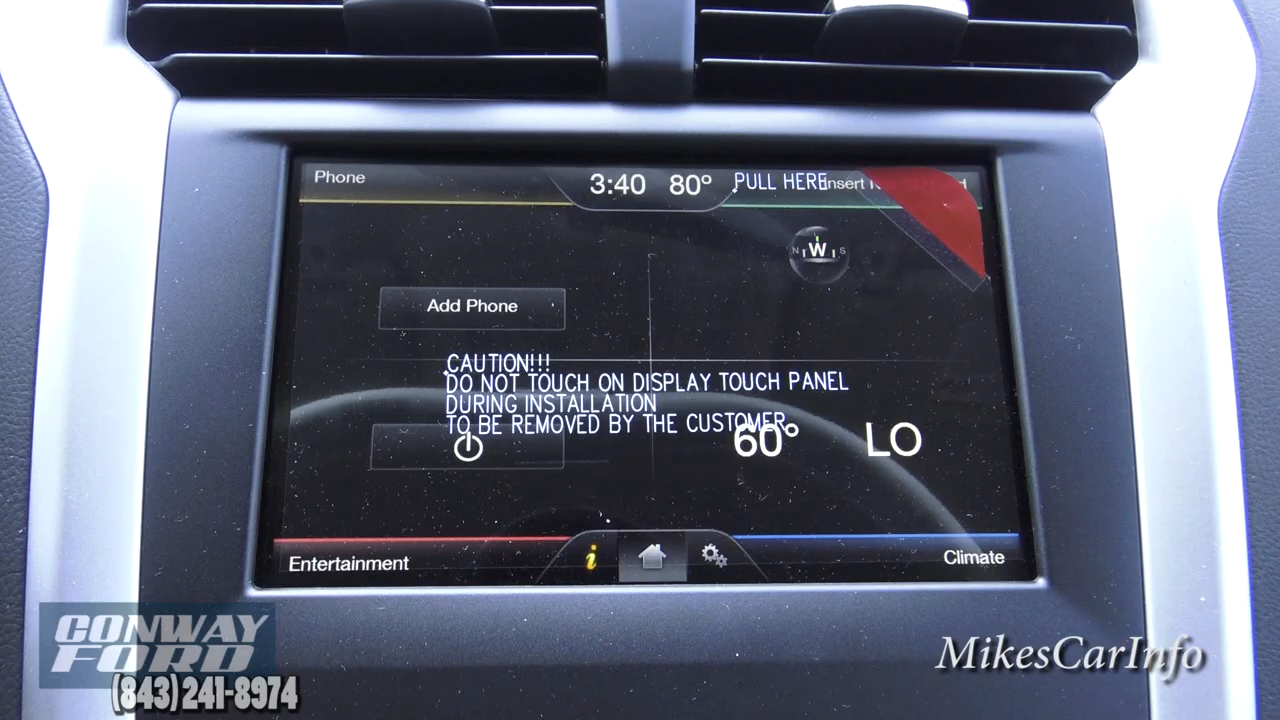 Phone
3:40 80°
PULL HERE
Insert
N W S
Add Phone
CAUTION!!!
DO NOT TOUCH ON DISPLAY TOUCH PANEL
DURING INSTALLATION
TO BE REMOVED BY THE CUSTOMER
60° LO
Entertainment
i
Climate
CONWAY
FORD
(843) 241-8974
MikesCarInfo